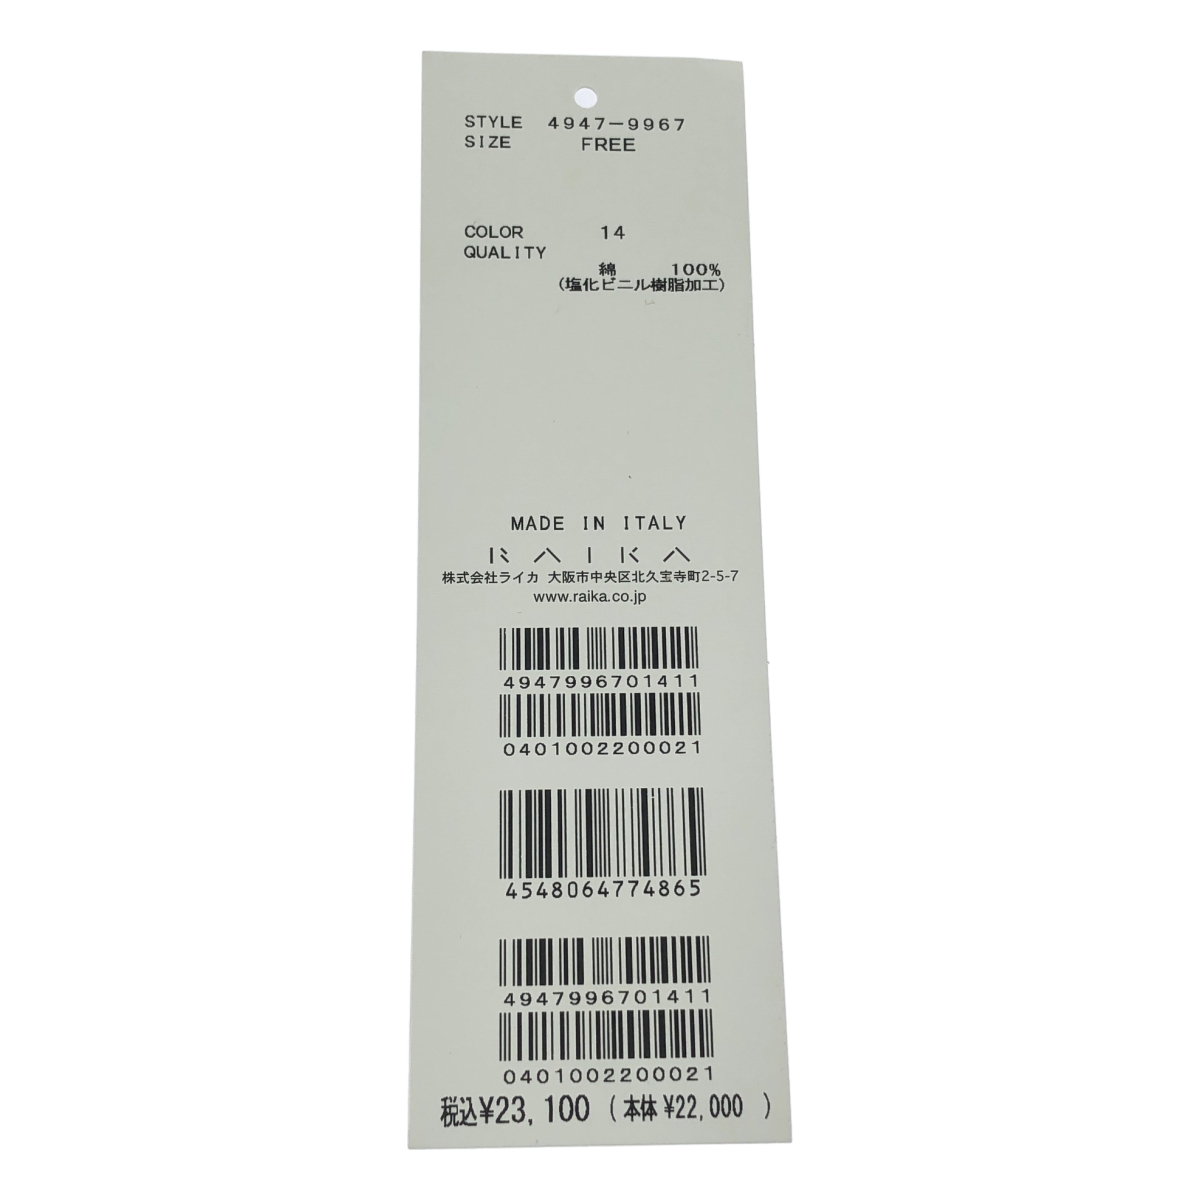 STYLE 4947-9967
SIZE FREE
COLOR 14
QUALITY
綿 100%
(塩化ビニル樹脂加工)
MADE IN ITALY
RAIKA
株式会社ライカ 大阪市中央区北久宝寺町2-5-7
www.raika.co.jp
4947996701411
0401002200021
4548064774865
4947996701411
0401002200021
税込¥23,100 (本体¥22,000 )